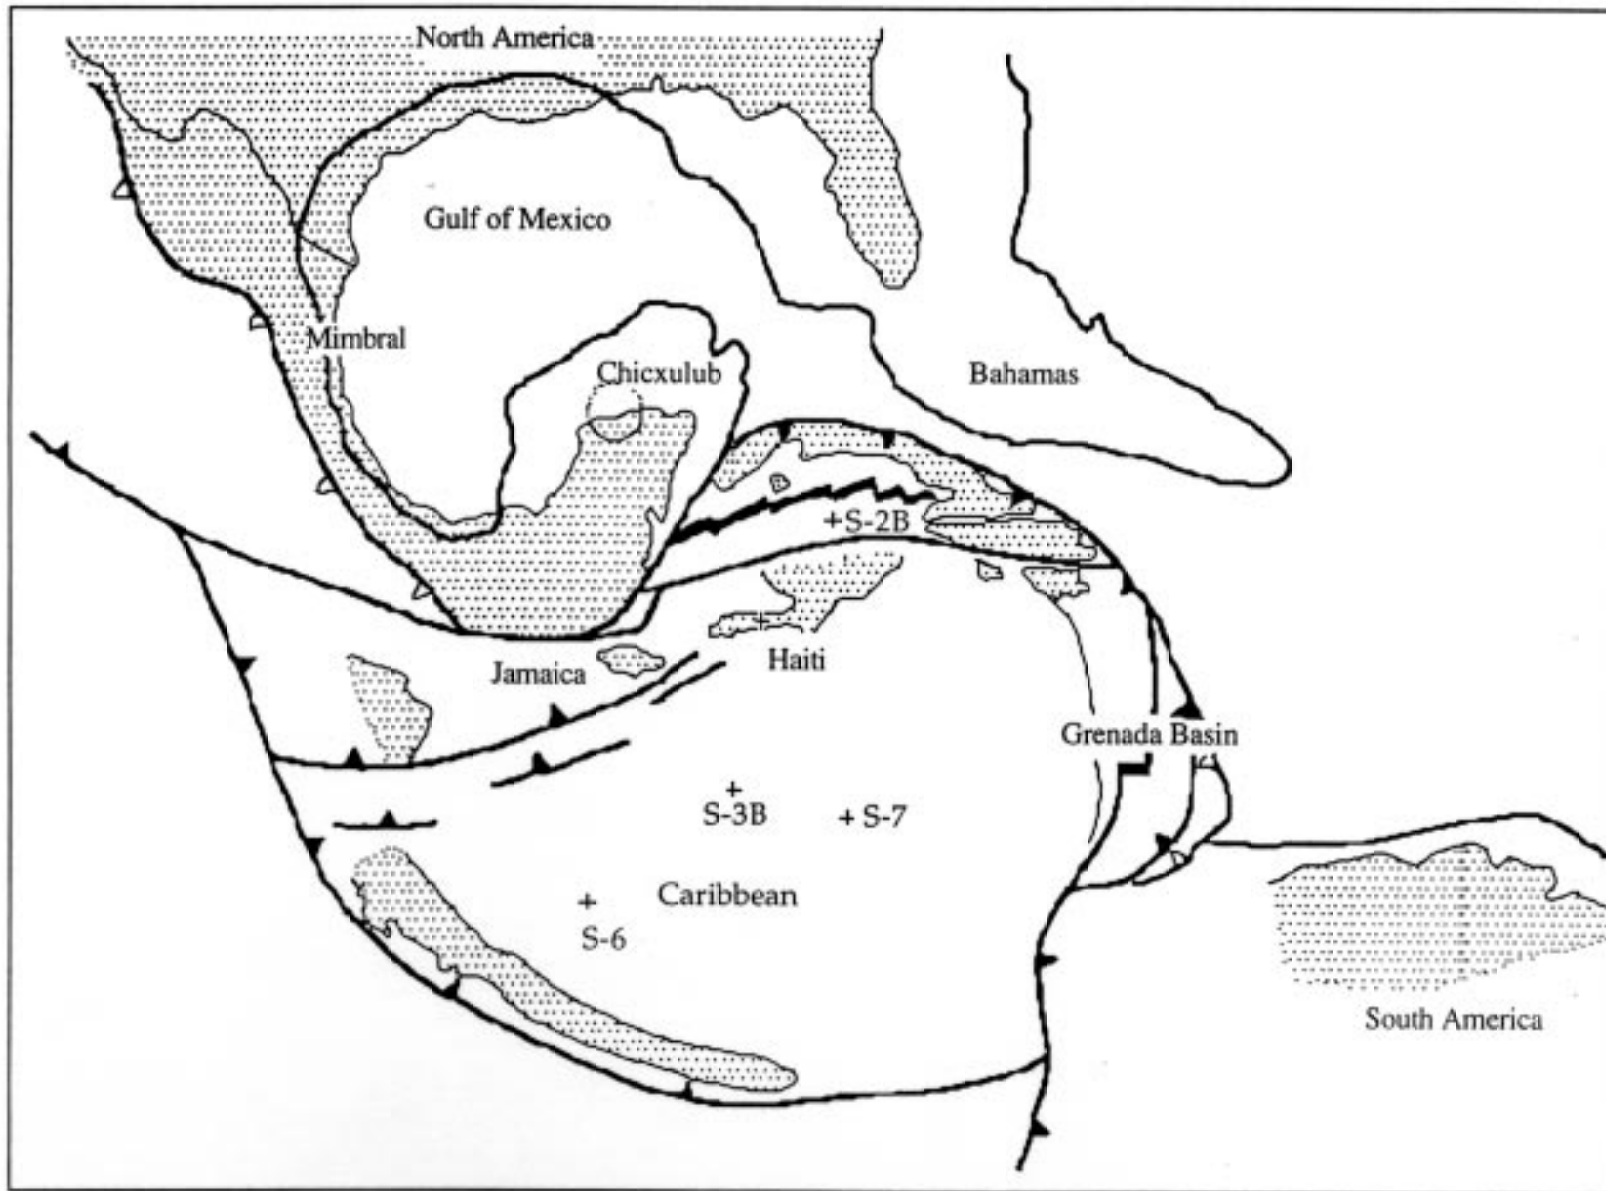 North America
Gulf of Mexico
Mimbral
Chicxulub
Bahamas
+S-2B
Jamaica
Haiti
Grenada Basin
+
S-3B
+ S-7
+
Caribbean
S-6
South America